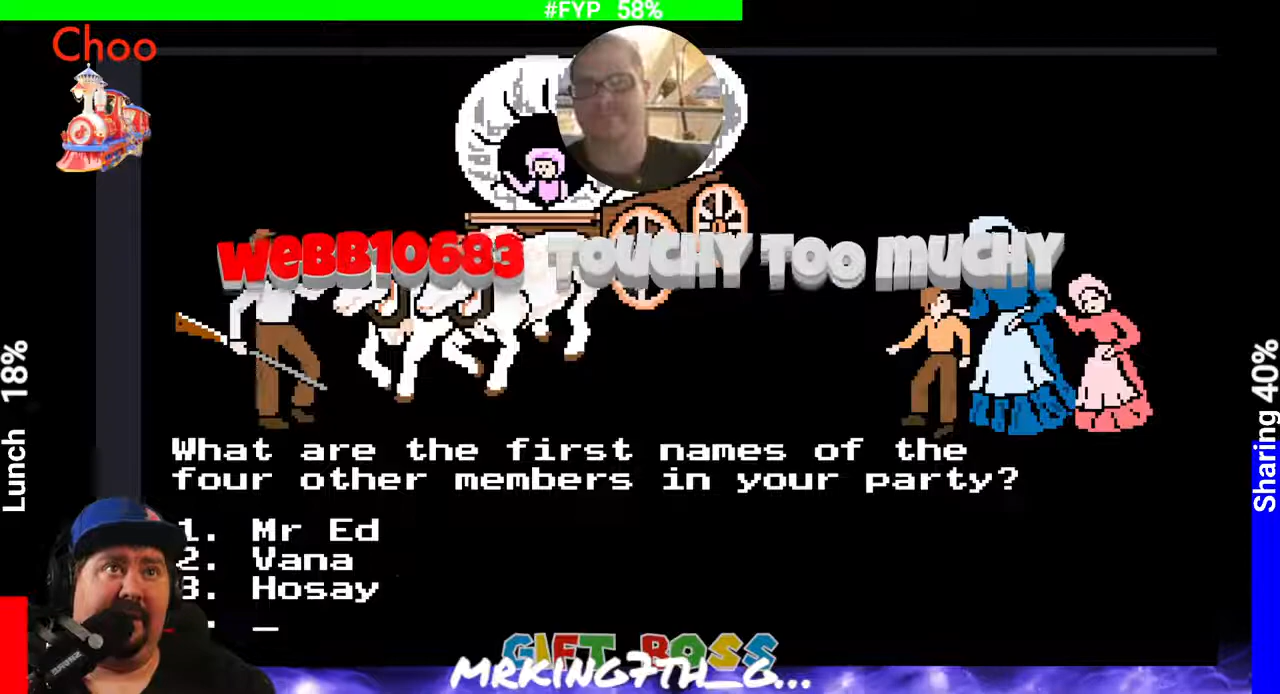 #FYP 58%
Choo
WeBB10683 TOUCHY TOO MUCHY
Lunch 18%
Sharing 40%
What are the first names of the
four other members in your party?
1. Mr Ed
2. Vana
3. Hosay
. _
GIFT BOSS
MRKING7TH_G...